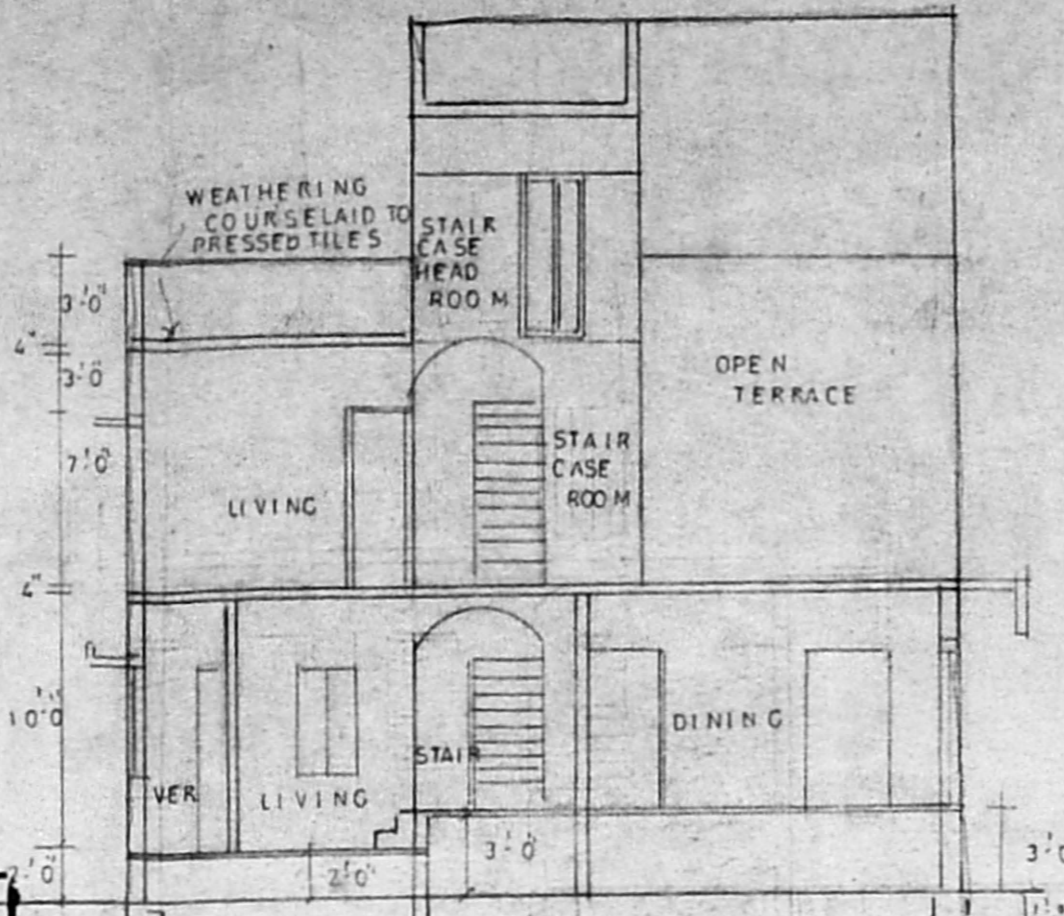 WEATHERING
COURSELAID TO
PRESSED TILES
STAIR
CASE
HEAD
ROOM
3'0"
4"
3'0
7'0"
OPEN
TERRACE
STAIR
CASE
ROOM
LIVING
4"
10'0
DINING
STAIR
VER
LIVING
3'0"
2'0"
2'0"
3'0